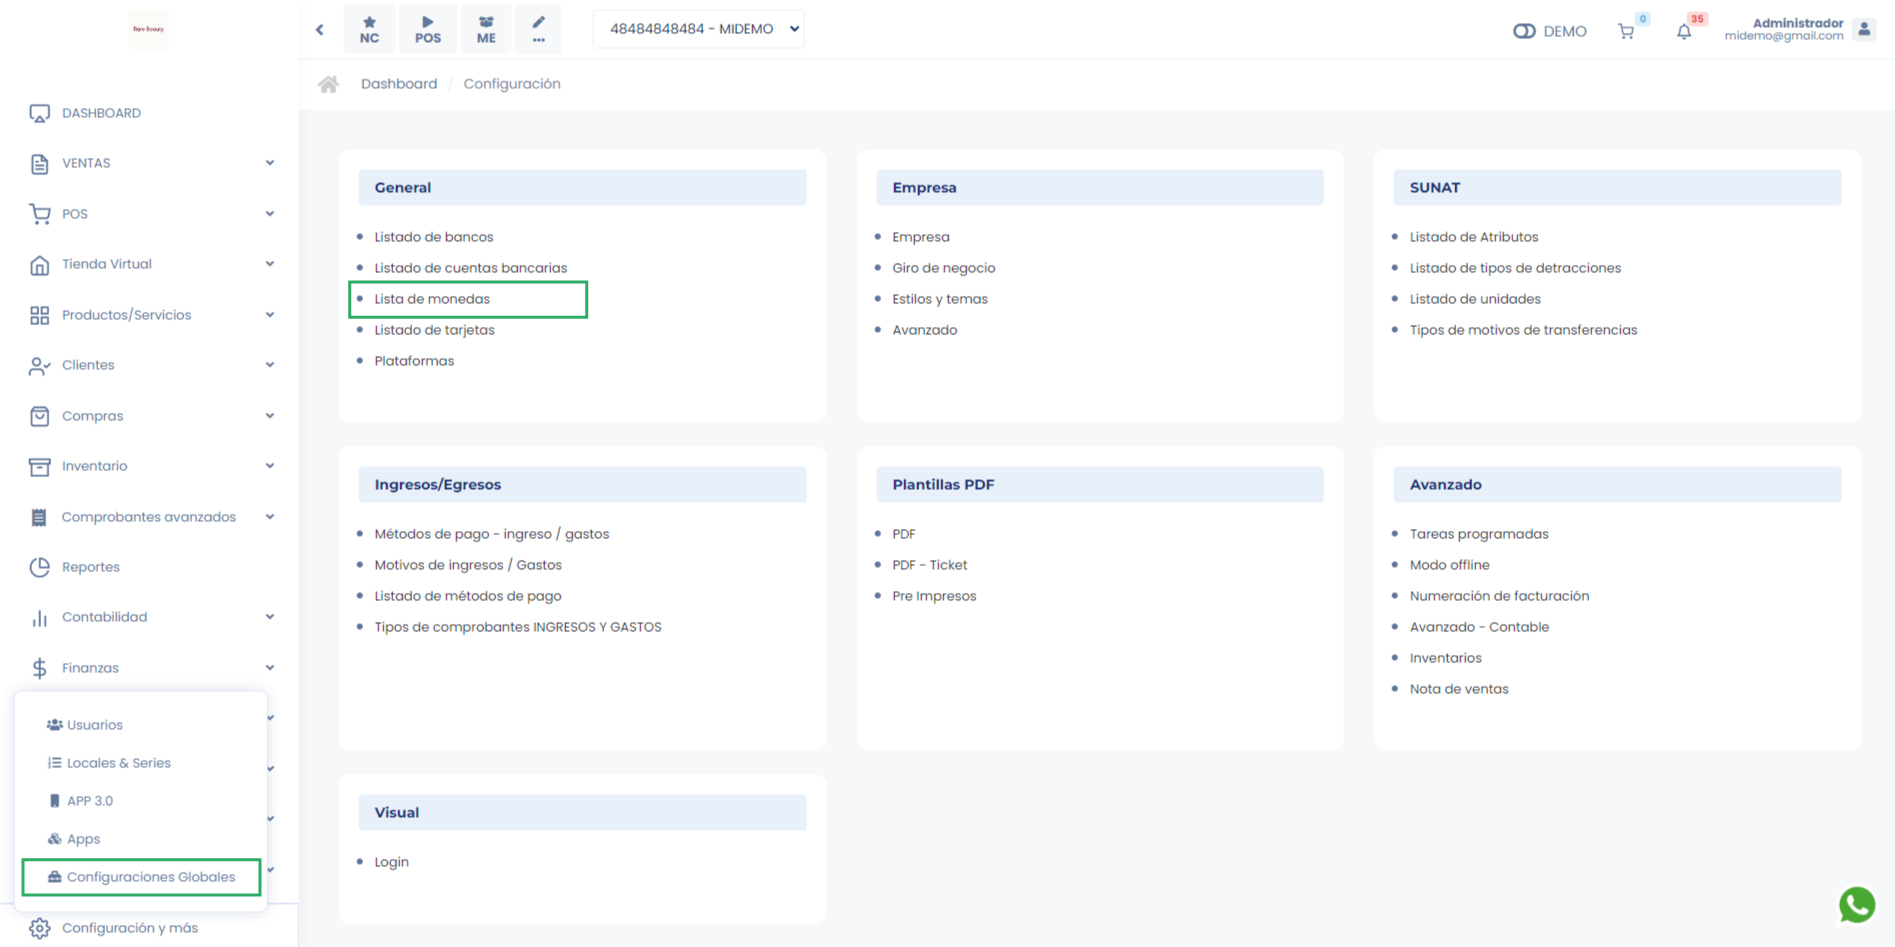 Rare Beauty
NC
POS
ME
...
48484848484 - MIDEMO
DEMO
0
35
Administrador
midemo@gmail.com
Dashboard / Configuración
DASHBOARD
VENTAS
POS
Tienda Virtual
Productos/Servicios
Clientes
Compras
Inventario
Comprobantes avanzados
Reportes
Contabilidad
Finanzas
Usuarios
Locales & Series
APP 3.0
Apps
Configuraciones Globales
Configuración y más
General
Listado de bancos
Listado de cuentas bancarias
Lista de monedas
Listado de tarjetas
Plataformas
Empresa
Empresa
Giro de negocio
Estilos y temas
Avanzado
SUNAT
Listado de Atributos
Listado de tipos de detracciones
Listado de unidades
Tipos de motivos de transferencias
Ingresos/Egresos
Métodos de pago - ingreso / gastos
Motivos de ingresos / Gastos
Listado de métodos de pago
Tipos de comprobantes INGRESOS Y GASTOS
Plantillas PDF
PDF
PDF - Ticket
Pre Impresos
Avanzado
Tareas programadas
Modo offline
Numeración de facturación
Avanzado - Contable
Inventarios
Nota de ventas
Visual
Login